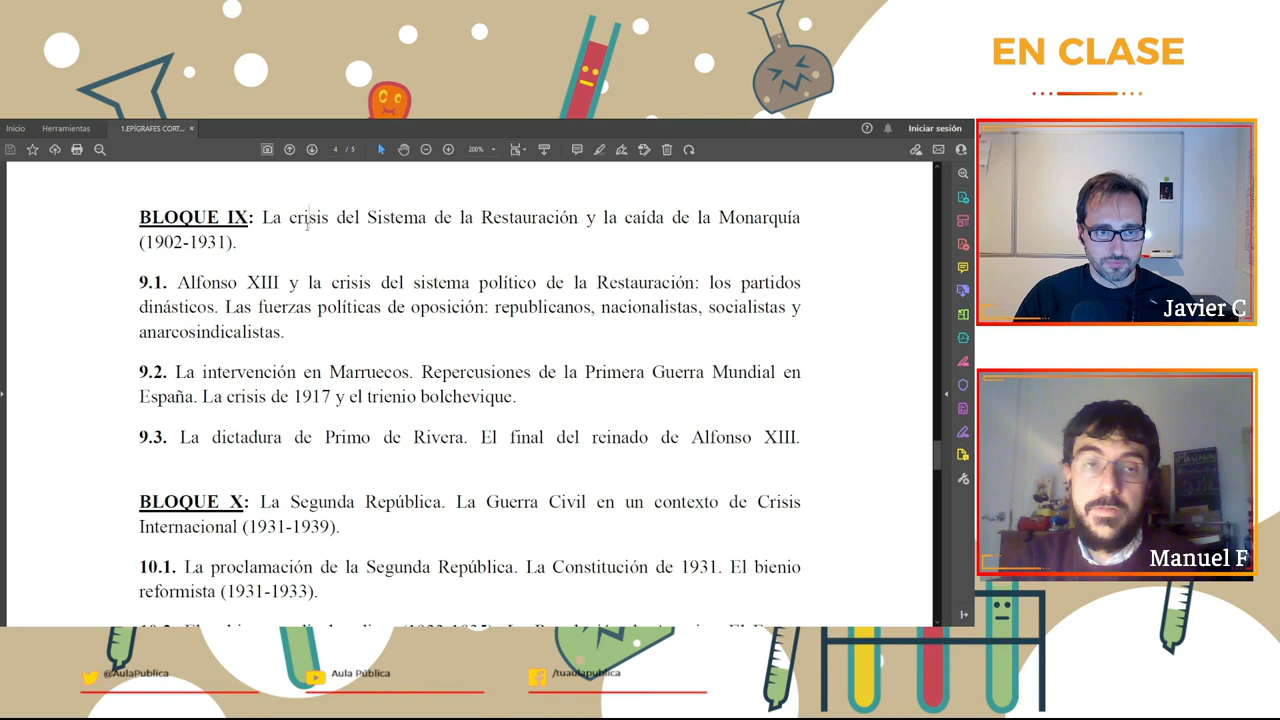 EN CLASE
Inicio Herramientas 1.EPÍGRAFES CORT... × Iniciar sesión
4 / 5 200%
BLOQUE IX: La crisis del Sistema de la Restauración y la caída de la Monarquía
(1902-1931).
9.1. Alfonso XIII y la crisis del sistema político de la Restauración: los partidos
dinásticos. Las fuerzas políticas de oposición: republicanos, nacionalistas, socialistas y
anarcosindicalistas.
9.2. La intervención en Marruecos. Repercusiones de la Primera Guerra Mundial en
España. La crisis de 1917 y el trienio bolchevique.
9.3. La dictadura de Primo de Rivera. El final del reinado de Alfonso XIII.
BLOQUE X: La Segunda República. La Guerra Civil en un contexto de Crisis
Internacional (1931-1939).
10.1. La proclamación de la Segunda República. La Constitución de 1931. El bienio
reformista (1931-1933).
Javier C
Manuel F
@AulaPublica Aula Pública /tuaulapublica